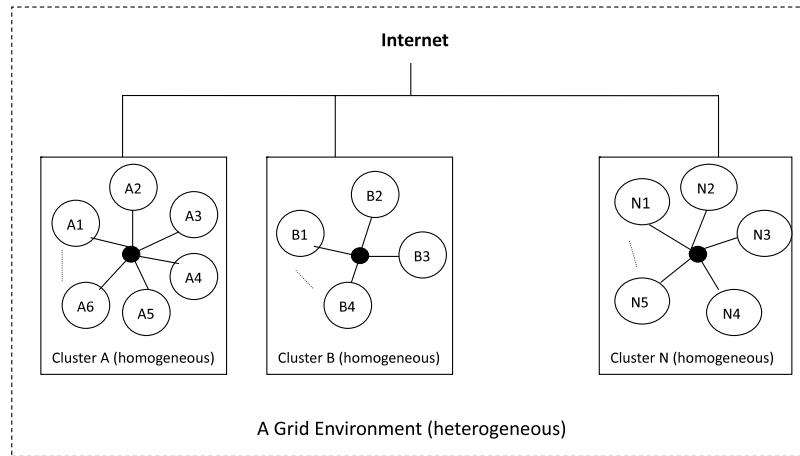 Internet
A1
A2
A3
A4
A5
A6
Cluster A (homogeneous)
B1
B2
B3
B4
Cluster B (homogeneous)
N1
N2
N3
N4
N5
Cluster N (homogeneous)
A Grid Environment (heterogeneous)